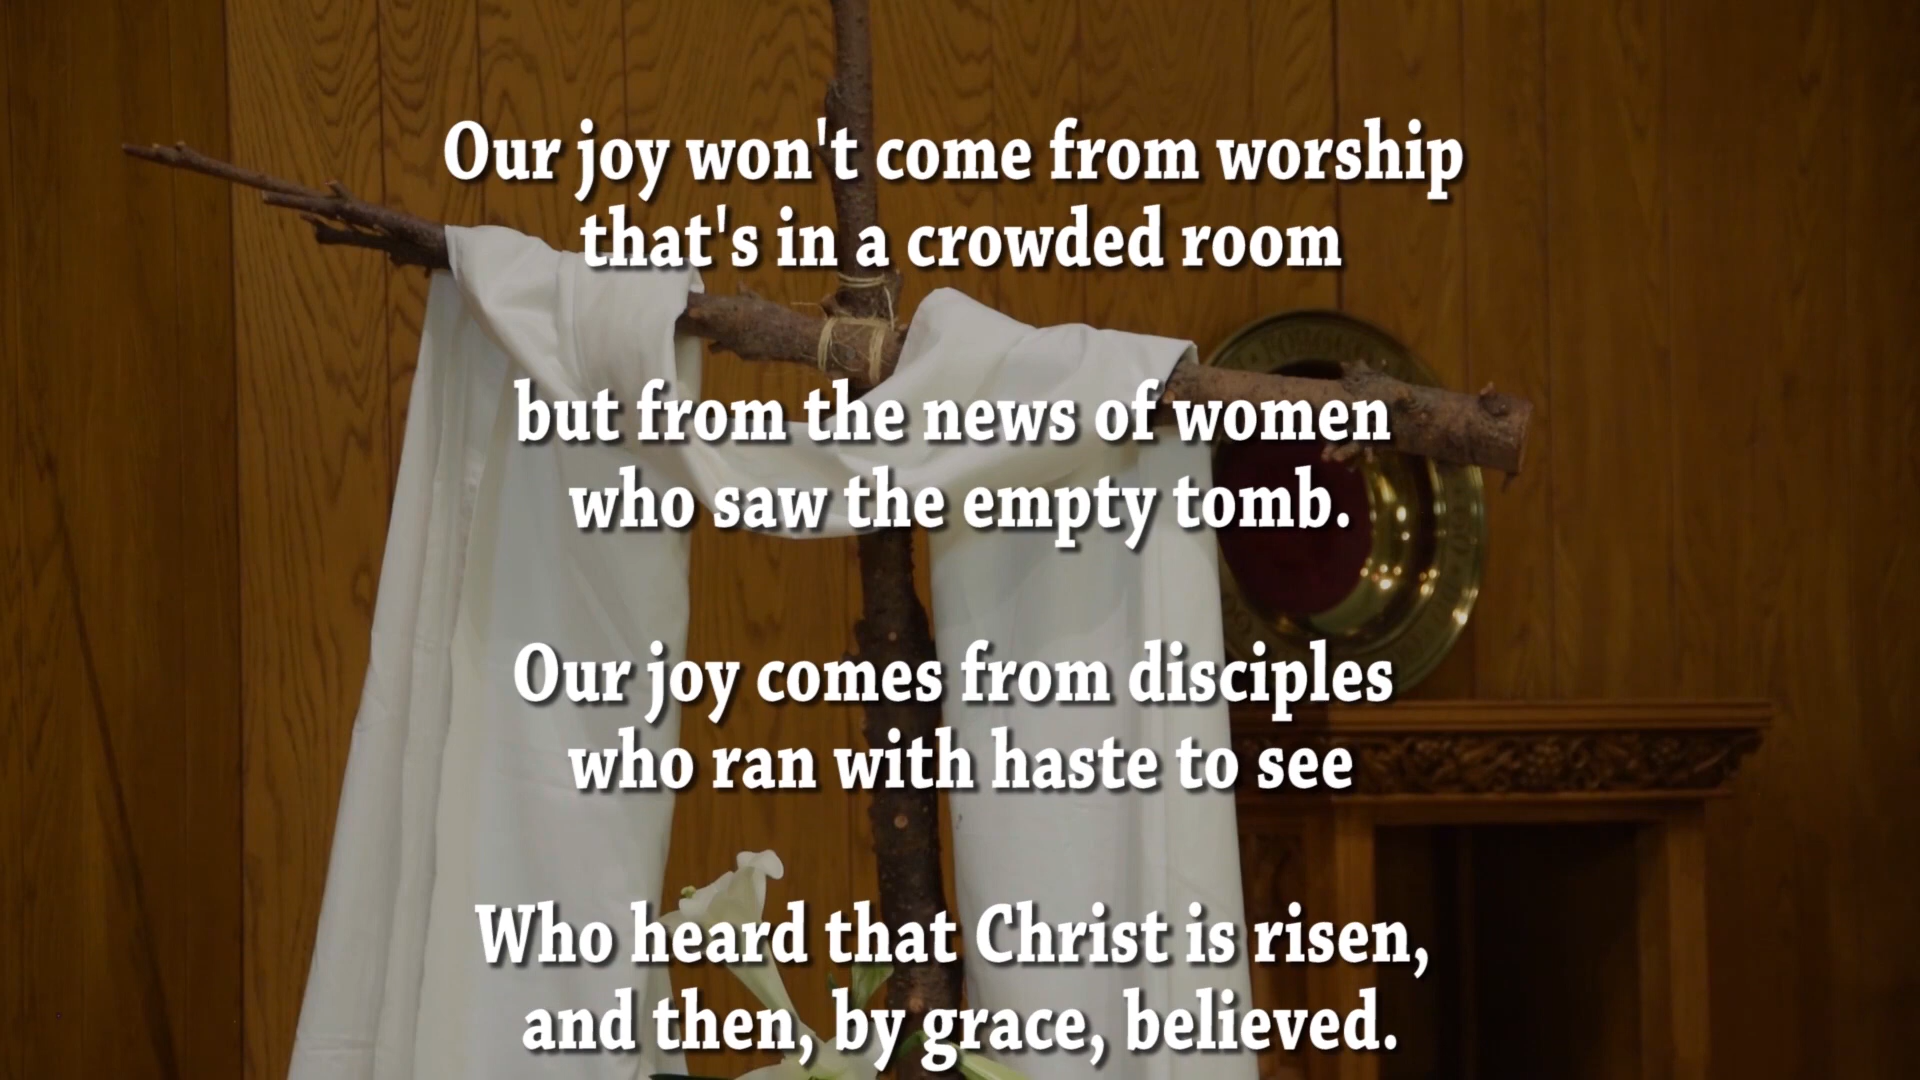 Our joy won't come from worship
that's in a crowded room
but from the news of women
who saw the empty tomb.
Our joy comes from disciples
who ran with haste to see
Who heard that Christ is risen,
and then, by grace, believed.